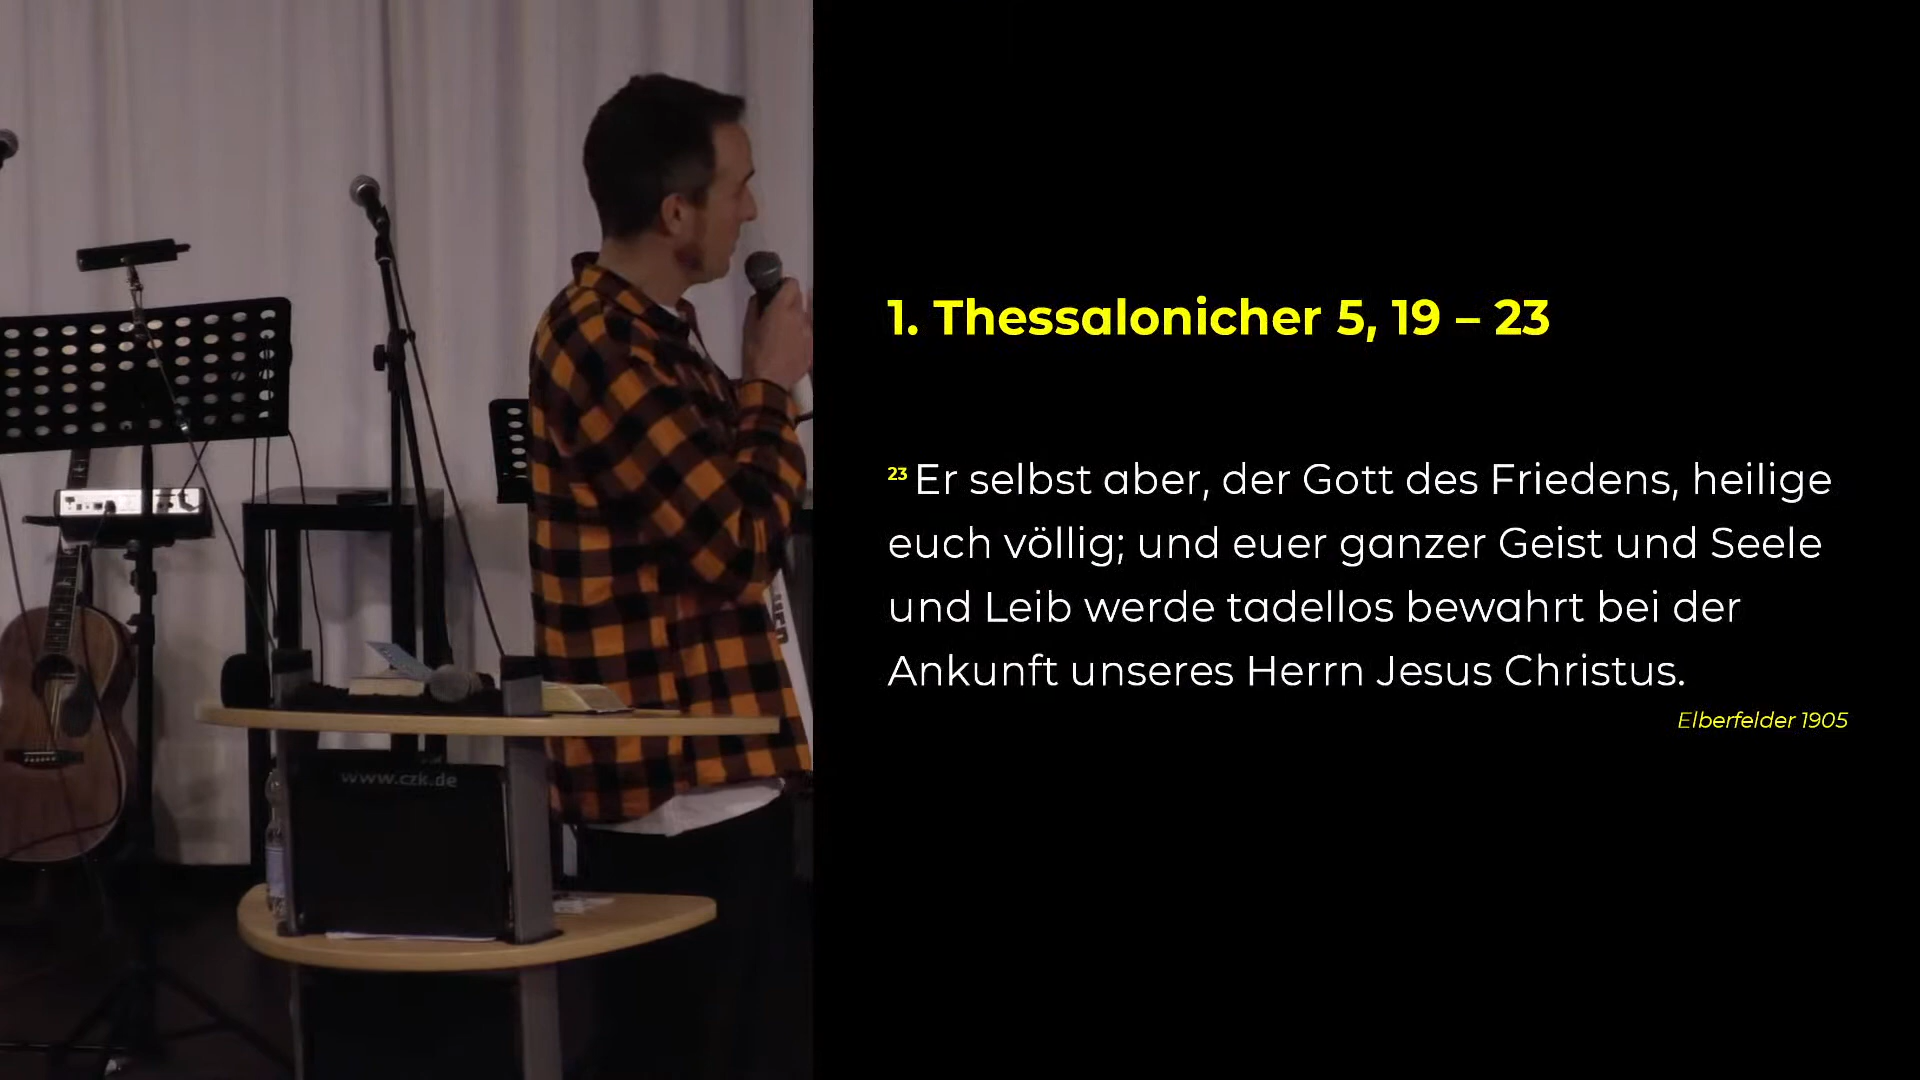 1. Thessalonicher 5, 19 – 23
23 Er selbst aber, der Gott des Friedens, heilige
euch völlig; und euer ganzer Geist und Seele
und Leib werde tadellos bewahrt bei der
Ankunft unseres Herrn Jesus Christus.
Elberfelder 1905
www.czk.de